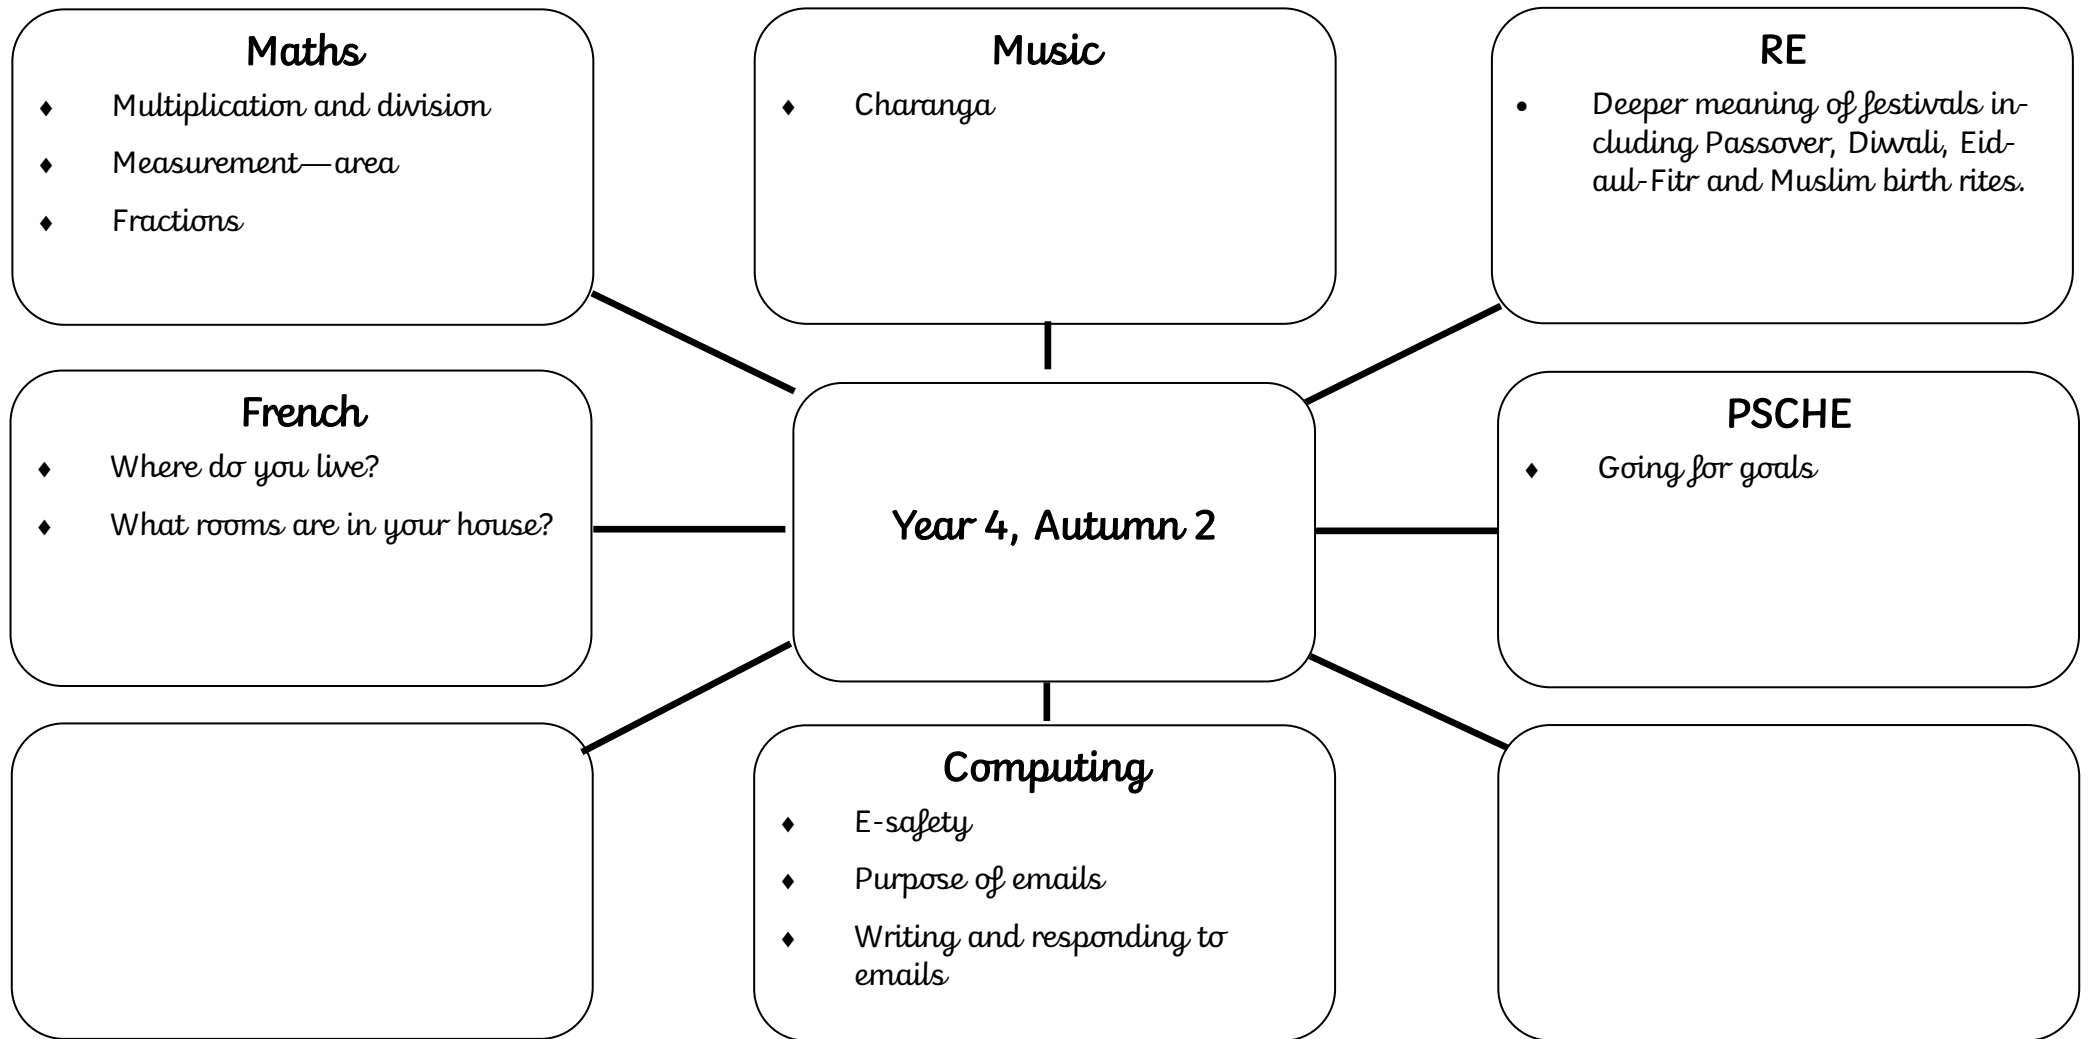 Maths
♦ Multiplication and division
♦ Measurement—area
♦ Fractions
Music
♦ Charanga
RE
• Deeper meaning of festivals in-
cluding Passover, Diwali, Eid-
aul-Fitr and Muslim birth rites.
French
♦ Where do you live?
♦ What rooms are in your house?
Year 4, Autumn 2
PSCHE
♦ Going for goals
Computing
♦ E-safety
♦ Purpose of emails
♦ Writing and responding to
emails